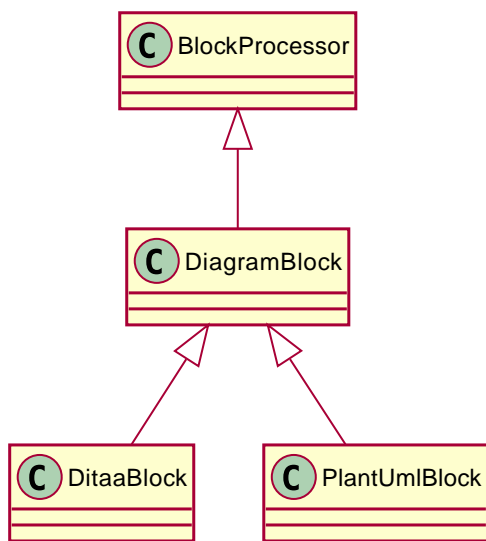 C BlockProcessor
C DiagramBlock
C DitaaBlock
C PlantUmlBlock